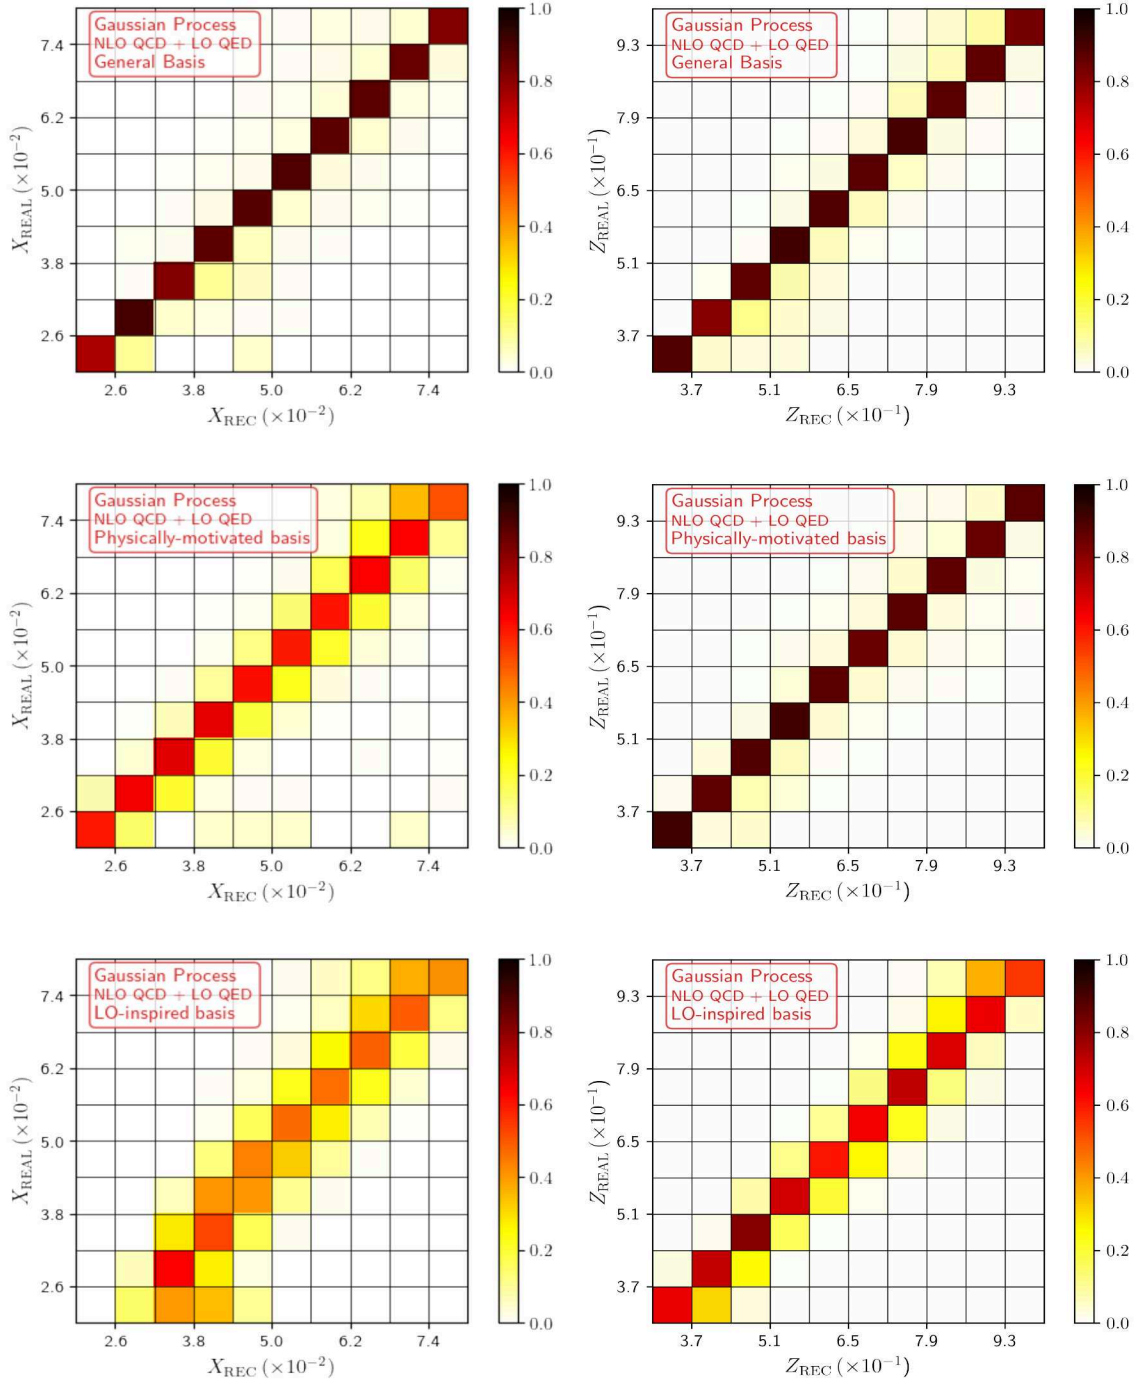 Gaussian Process
NLO QCD + LO QED
General Basis
7.4
6.2
5.0
3.8
2.6
X_REAL (×10⁻²)
2.6 3.8 5.0 6.2 7.4
X_REC (×10⁻²)
1.0
0.8
0.6
0.4
0.2
0.0
Gaussian Process
NLO QCD + LO QED
General Basis
9.3
7.9
6.5
5.1
3.7
Z_REAL (×10⁻¹)
3.7 5.1 6.5 7.9 9.3
Z_REC (×10⁻¹)
1.0
0.8
0.6
0.4
0.2
0.0
Gaussian Process
NLO QCD + LO QED
Physically-motivated basis
7.4
6.2
5.0
3.8
2.6
X_REAL (×10⁻²)
2.6 3.8 5.0 6.2 7.4
X_REC (×10⁻²)
1.0
0.8
0.6
0.4
0.2
0.0
Gaussian Process
NLO QCD + LO QED
Physically-motivated basis
9.3
7.9
6.5
5.1
3.7
Z_REAL (×10⁻¹)
3.7 5.1 6.5 7.9 9.3
Z_REC (×10⁻¹)
1.0
0.8
0.6
0.4
0.2
0.0
Gaussian Process
NLO QCD + LO QED
LO-inspired basis
7.4
6.2
5.0
3.8
2.6
X_REAL (×10⁻²)
2.6 3.8 5.0 6.2 7.4
X_REC (×10⁻²)
1.0
0.8
0.6
0.4
0.2
0.0
Gaussian Process
NLO QCD + LO QED
LO-inspired basis
9.3
7.9
6.5
5.1
3.7
Z_REAL (×10⁻¹)
3.7 5.1 6.5 7.9 9.3
Z_REC (×10⁻¹)
1.0
0.8
0.6
0.4
0.2
0.0